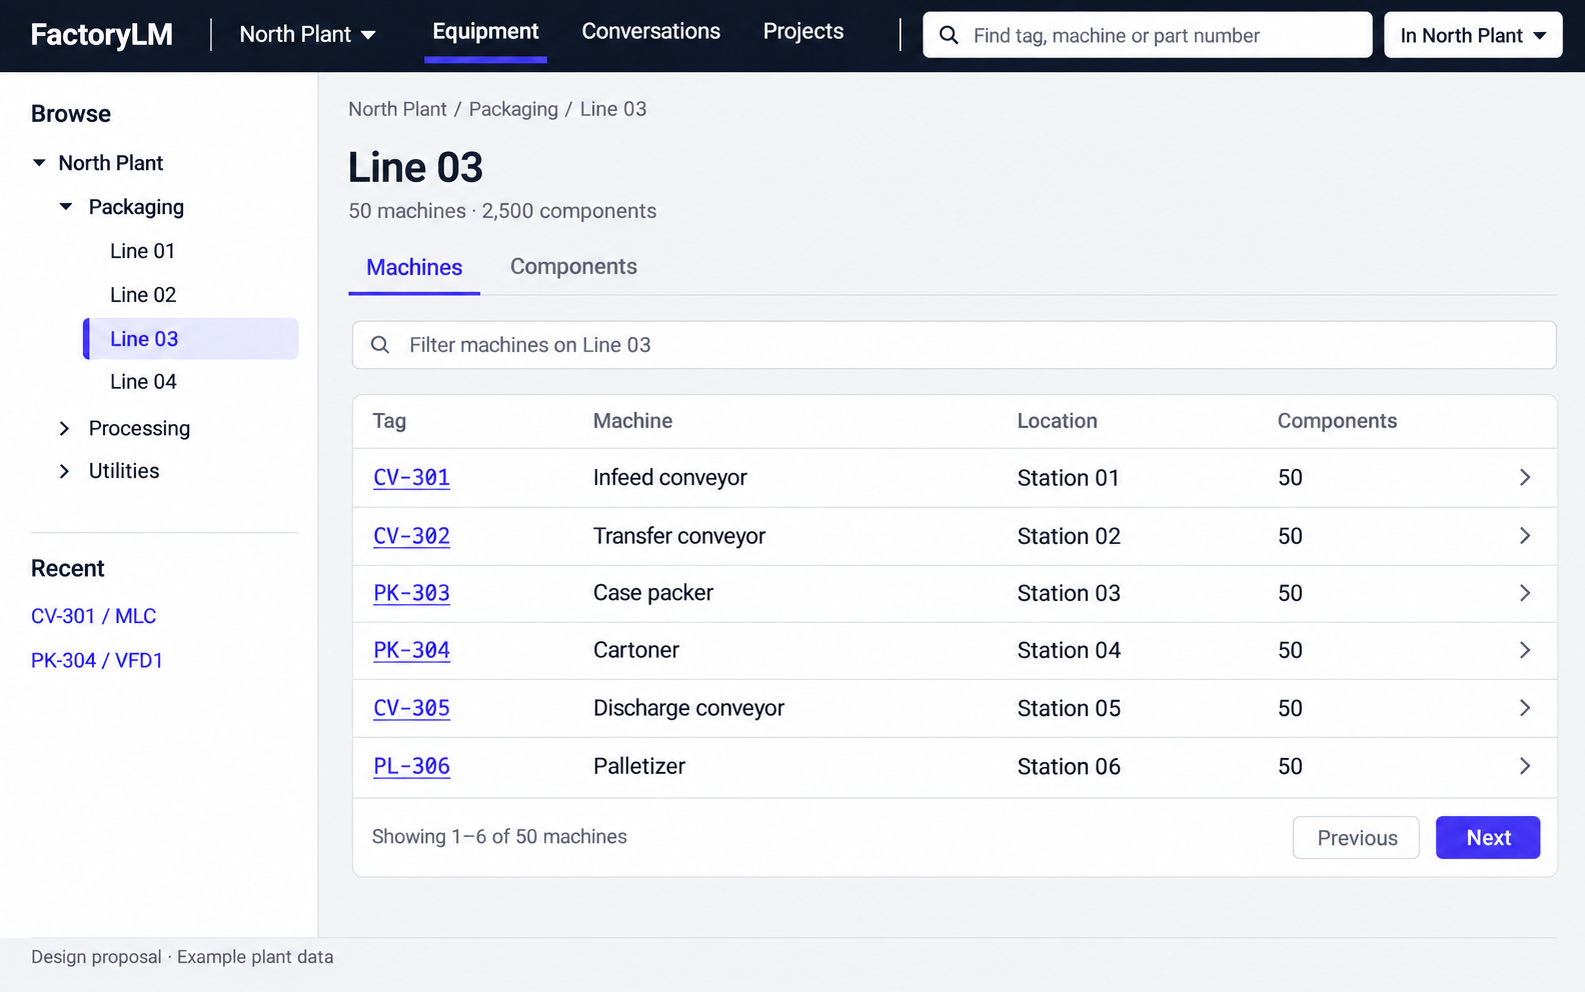 FactoryLM
North Plant
Equipment
Conversations
Projects
Find tag, machine or part number
In North Plant
Browse
North Plant
Packaging
Line 01
Line 02
Line 03
Line 04
Processing
Utilities
Recent
CV-301 / MLC
PK-304 / VFD1
North Plant / Packaging / Line 03
Line 03
50 machines · 2,500 components
Machines
Components
Filter machines on Line 03
Tag Machine Location Components
CV-301 Infeed conveyor Station 01 50
CV-302 Transfer conveyor Station 02 50
PK-303 Case packer Station 03 50
PK-304 Cartoner Station 04 50
CV-305 Discharge conveyor Station 05 50
PL-306 Palletizer Station 06 50
Showing 1–6 of 50 machines
Previous
Next
Design proposal · Example plant data